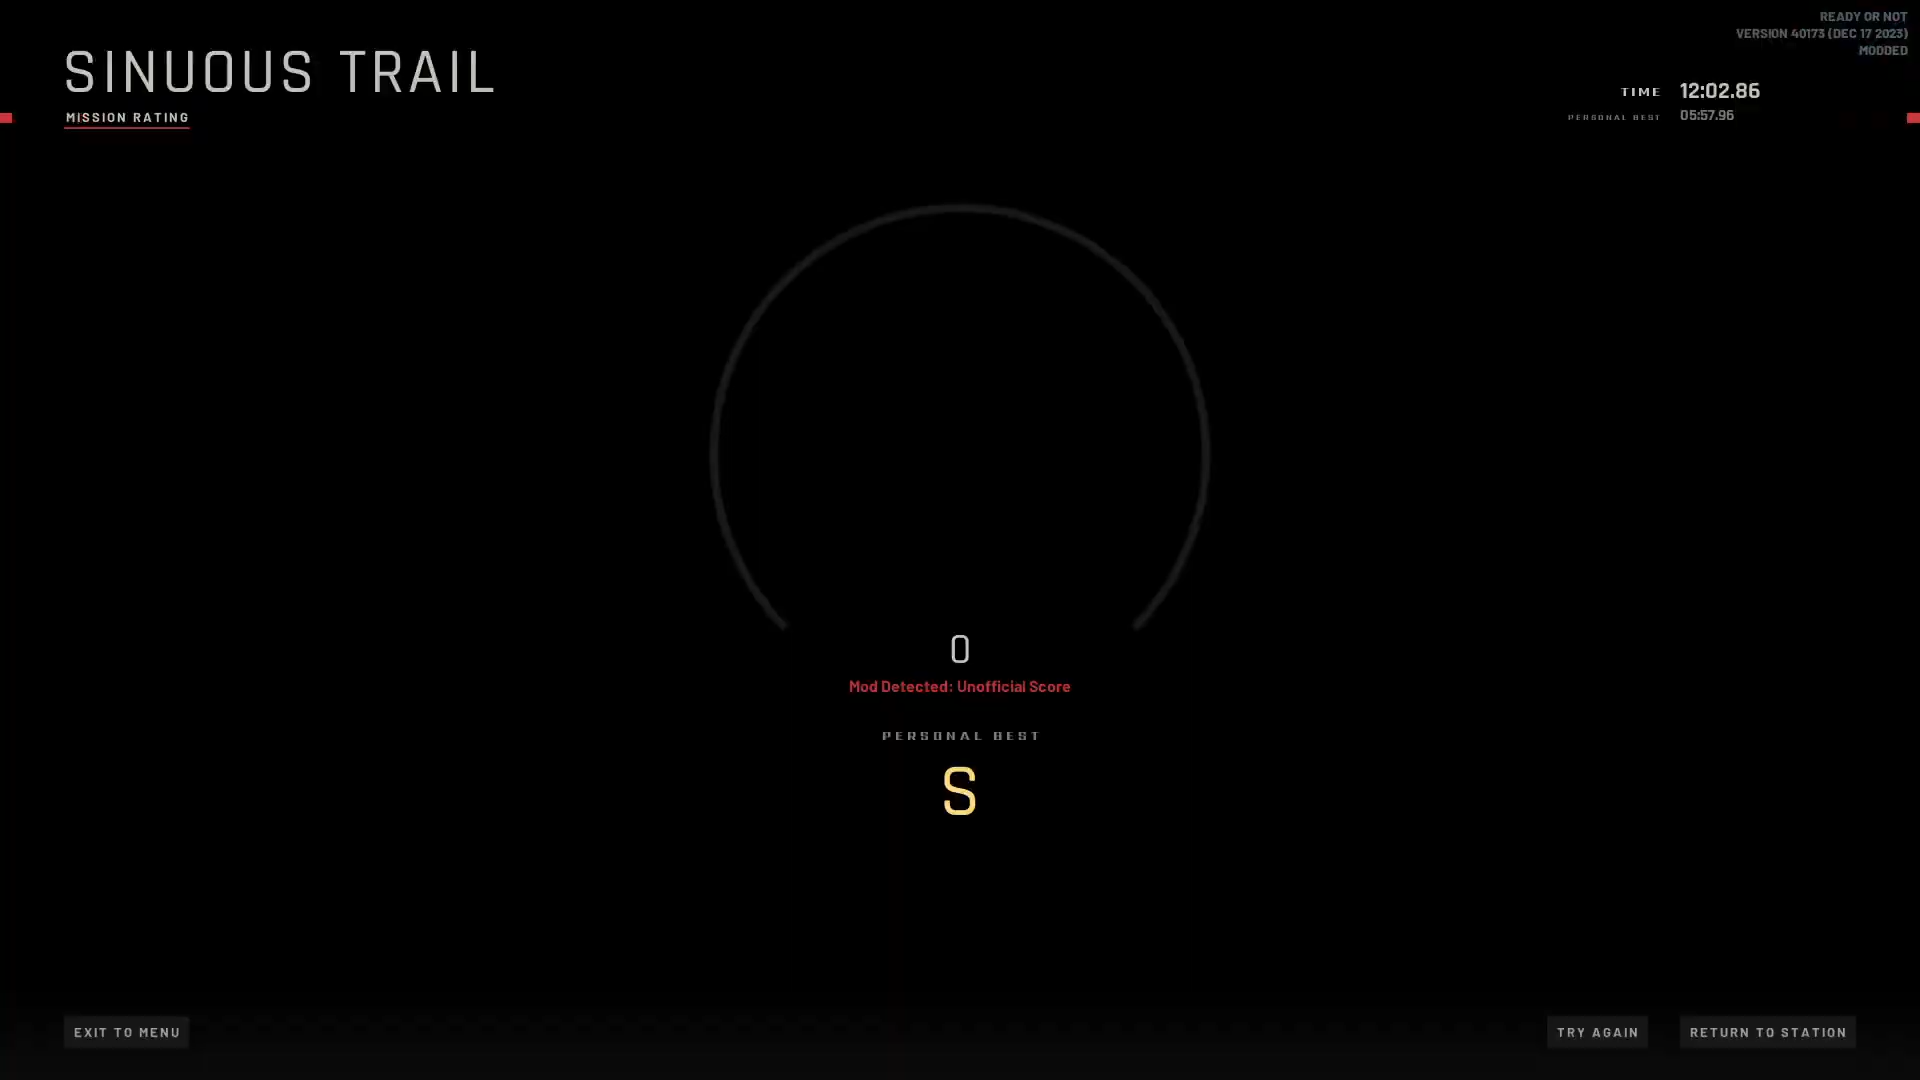 READY OR NOT
VERSION 40173 (DEC 17 2023)
MODDED
SINUOUS TRAIL
MISSION RATING
TIME 12:02.86
PERSONAL BEST 05:57.96
0
Mod Detected: Unofficial Score
PERSONAL BEST
S
EXIT TO MENU
TRY AGAIN
RETURN TO STATION